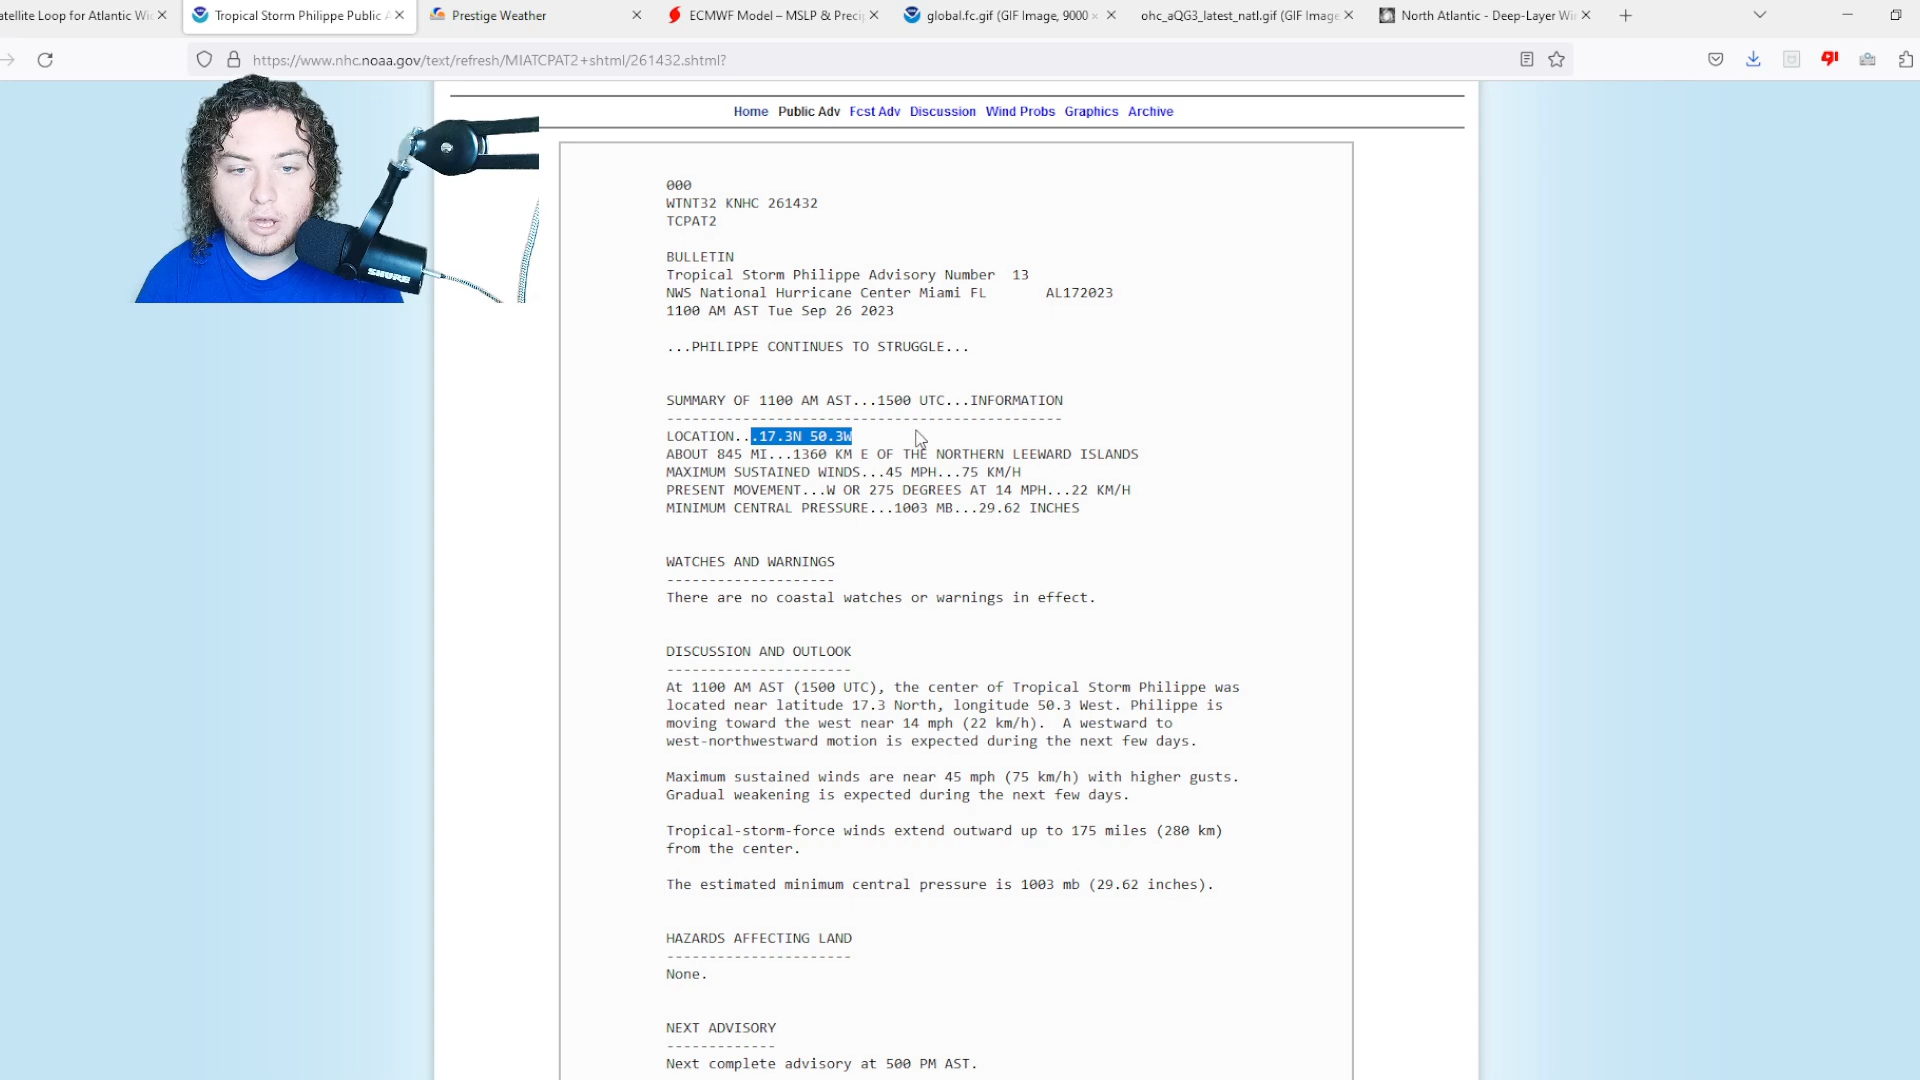 atellite Loop for Atlantic Wi
Tropical Storm Philippe Public
Prestige Weather
ECMWF Model – MSLP & Preci
global.fc.gif (GIF Image, 9000 ×
ohc_aQG3_latest_natl.gif (GIF Image
North Atlantic - Deep-Layer Wi
https://www.nhc.noaa.gov/text/refresh/MIATCPAT2+shtml/261432.shtml?
Home Public Adv Fcst Adv Discussion Wind Probs Graphics Archive
000
WTNT32 KNHC 261432
TCPAT2
BULLETIN
Tropical Storm Philippe Advisory Number 13
NWS National Hurricane Center Miami FL AL172023
1100 AM AST Tue Sep 26 2023
...PHILIPPE CONTINUES TO STRUGGLE...
SUMMARY OF 1100 AM AST...1500 UTC...INFORMATION
-----------------------------------------------
LOCATION...17.3N 50.3W
ABOUT 845 MI...1360 KM E OF THE NORTHERN LEEWARD ISLANDS
MAXIMUM SUSTAINED WINDS...45 MPH...75 KM/H
PRESENT MOVEMENT...W OR 275 DEGREES AT 14 MPH...22 KM/H
MINIMUM CENTRAL PRESSURE...1003 MB...29.62 INCHES
WATCHES AND WARNINGS
--------------------
There are no coastal watches or warnings in effect.
DISCUSSION AND OUTLOOK
----------------------
At 1100 AM AST (1500 UTC), the center of Tropical Storm Philippe was
located near latitude 17.3 North, longitude 50.3 West. Philippe is
moving toward the west near 14 mph (22 km/h). A westward to
west-northwestward motion is expected during the next few days.
Maximum sustained winds are near 45 mph (75 km/h) with higher gusts.
Gradual weakening is expected during the next few days.
Tropical-storm-force winds extend outward up to 175 miles (280 km)
from the center.
The estimated minimum central pressure is 1003 mb (29.62 inches).
HAZARDS AFFECTING LAND
----------------------
None.
NEXT ADVISORY
-------------
Next complete advisory at 500 PM AST.
SHURE